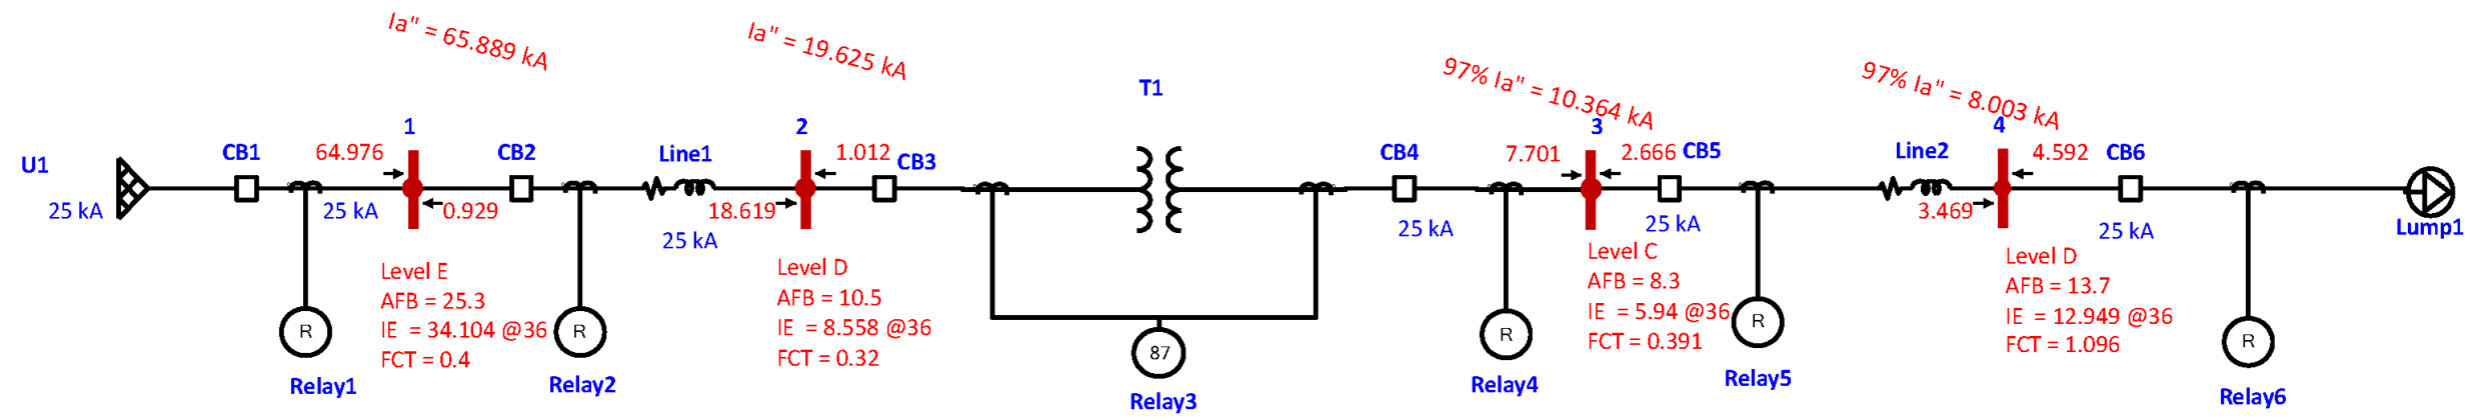 Ia" = 65.889 kA
Ia" = 19.625 kA
97% Ia" = 10.364 kA
97% Ia" = 8.003 kA
T1
1
2
3
4
U1
CB1
64.976
CB2
Line1
1.012
CB3
CB4
7.701
2.666
CB5
Line2
4.592
CB6
25 kA
25 kA
0.929
25 kA
18.619
25 kA
25 kA
3.469
25 kA
Lump1
Level E
AFB = 25.3
IE = 34.104 @36
FCT = 0.4
Level D
AFB = 10.5
IE = 8.558 @36
FCT = 0.32
Level C
AFB = 8.3
IE = 5.94 @36
FCT = 0.391
Level D
AFB = 13.7
IE = 12.949 @36
FCT = 1.096
R
Relay1
R
Relay2
87
Relay3
R
Relay4
R
Relay5
R
Relay6